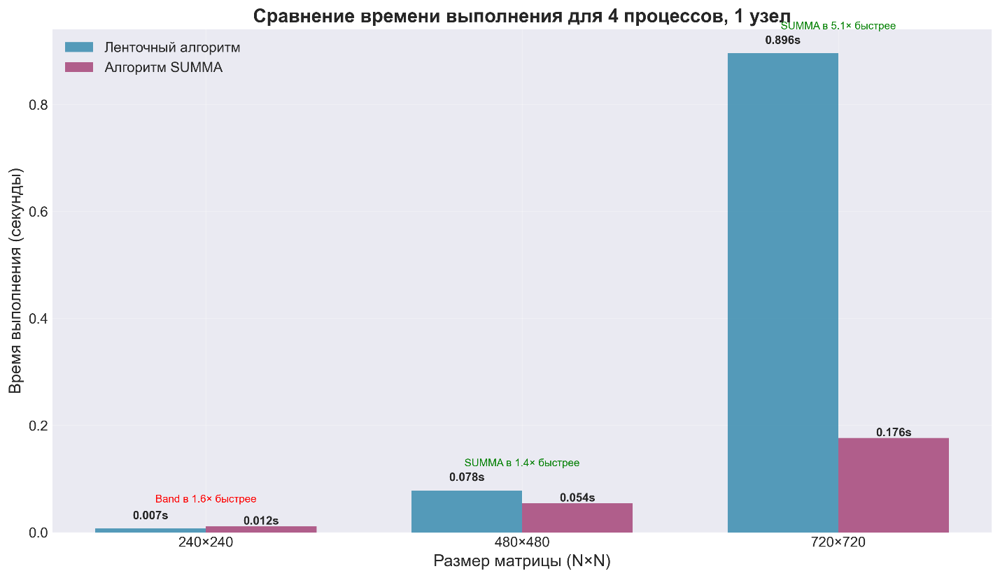 Сравнение времени выполнения для 4 процессов, 1 узел
SUMMA в 5.1× быстрее
0.896s
Ленточный алгоритм
Алгоритм SUMMA
0.8
0.6
0.4
0.2
0.0
Время выполнения (секунды)
0.176s
SUMMA в 1.4× быстрее
0.078s
0.054s
Band в 1.6× быстрее
0.007s
0.012s
240×240
480×480
720×720
Размер матрицы (N×N)